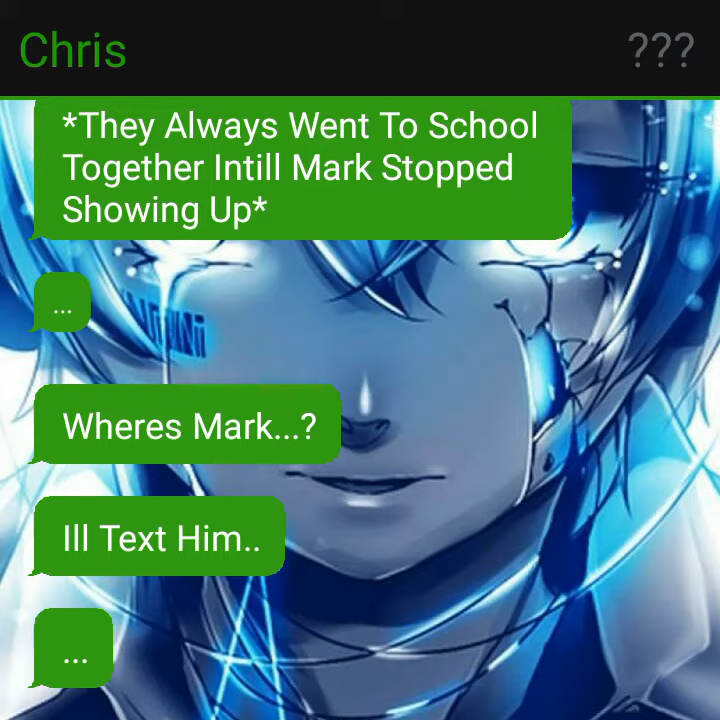 Chris ???
*They Always Went To School
Together Intill Mark Stopped
Showing Up*
...
Wheres Mark...?
Ill Text Him..
...